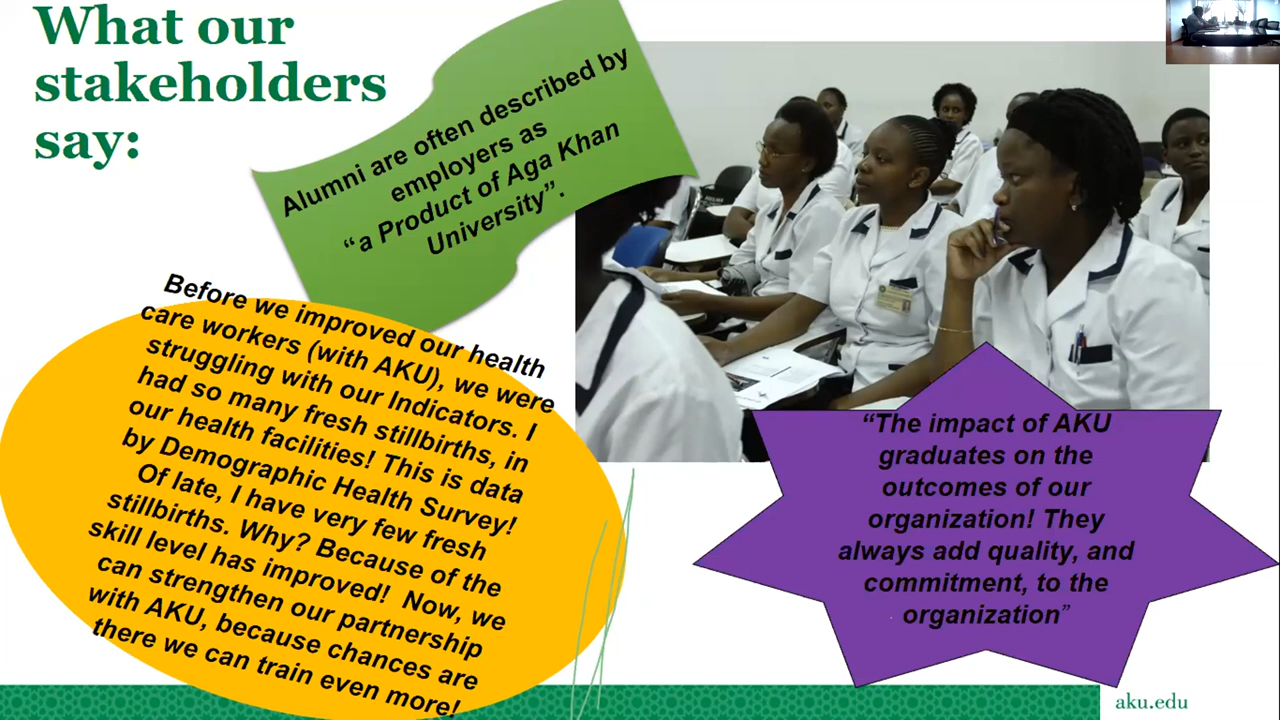 What our
stakeholders
say:
Alumni are often described by
employers as
“a Product of Aga Khan
University”.
Before we improved our health
care workers (with AKU), we were
struggling with our Indicators. I
had so many fresh stillbirths, in
our health facilities! This is data
by Demographic Health Survey!
Of late, I have very few fresh
stillbirths. Why? Because of the
skill level has improved! Now, we
can strengthen our partnership
with AKU, because chances are
there we can train even more!
“The impact of AKU
graduates on the
outcomes of our
organization! They
always add quality, and
commitment, to the
organization”
aku.edu